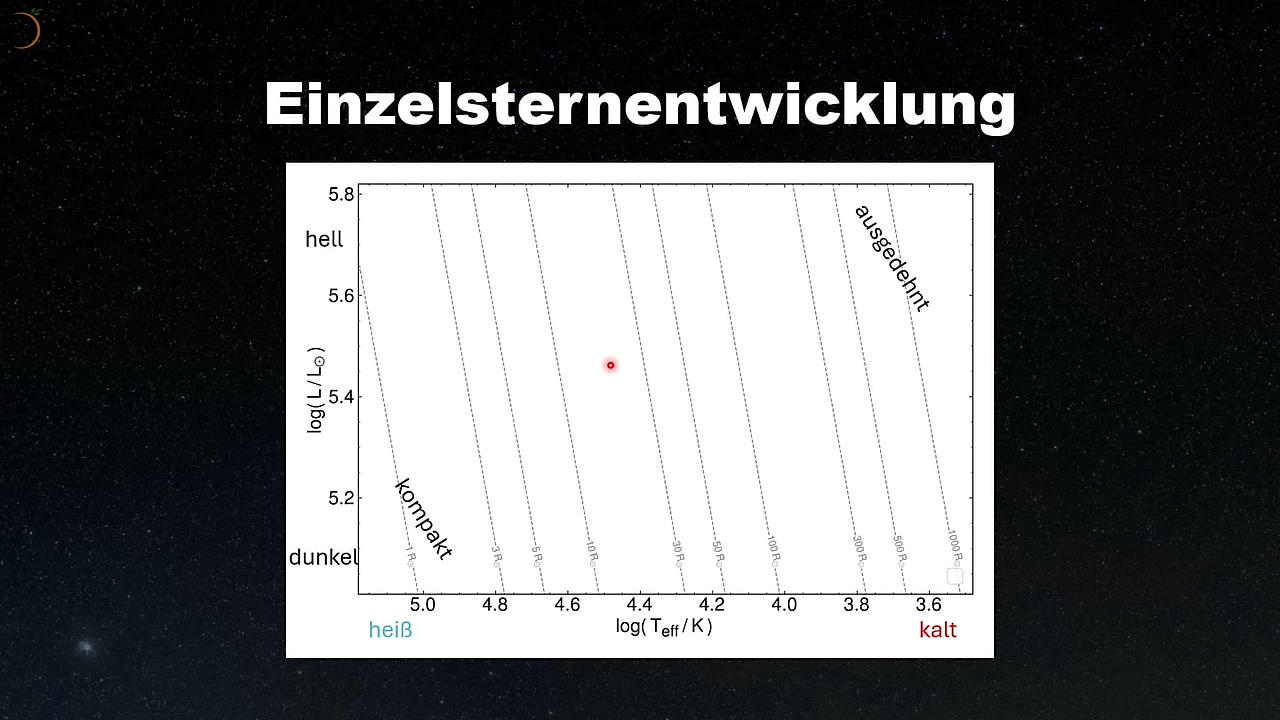 Einzelsternentwicklung
5.8
hell
ausgedehnt
5.6
log( L / L☉)
5.4
5.2
kompakt
dunkel
1 R☉
3 R☉
5 R☉
10 R☉
30 R☉
50 R☉
100 R☉
300 R☉
500 R☉
1000 R☉
5.0 4.8 4.6 4.4 4.2 4.0 3.8 3.6
heiß
log( Teff / K )
kalt